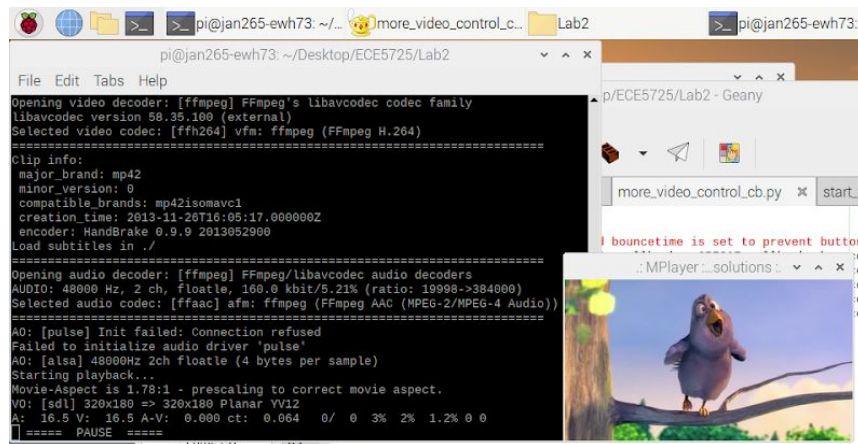 pi@jan265-ewh73: ~/...
more_video_control_c...
Lab2
pi@jan265-ewh73:
pi@jan265-ewh73: ~/Desktop/ECE5725/Lab2
File Edit Tabs Help
Opening video decoder: [ffmpeg] FFmpeg's libavcodec codec family
libavcodec version 58.35.100 (external)
Selected video codec: [ffh264] vfm: ffmpeg (FFmpeg H.264)
==========================================================================
Clip info:
major_brand: mp42
minor_version: 0
compatible_brands: mp42isomavc1
creation_time: 2013-11-26T16:05:17.000000Z
encoder: HandBrake 0.9.9 2013052900
Load subtitles in ./
==========================================================================
Opening audio decoder: [ffmpeg] FFmpeg/libavcodec audio decoders
AUDIO: 48000 Hz, 2 ch, floatle, 160.0 kbit/5.21% (ratio: 19998->384000)
Selected audio codec: [ffaac] afm: ffmpeg (FFmpeg AAC (MPEG-2/MPEG-4 Audio))
==========================================================================
AO: [pulse] Init failed: Connection refused
Failed to initialize audio driver 'pulse'
AO: [alsa] 48000Hz 2ch floatle (4 bytes per sample)
Starting playback...
Movie-Aspect is 1.78:1 - prescaling to correct movie aspect.
VO: [sdl] 320x180 => 320x180 Planar YV12
A: 16.5 V: 16.5 A-V: 0.000 ct: 0.064 0/ 0 3% 2% 1.2% 0 0
===== PAUSE =====
p/ECE5725/Lab2 - Geany
more_video_control_cb.py
start_
bouncetime is set to prevent button
.: MPlayer :...solutions :.